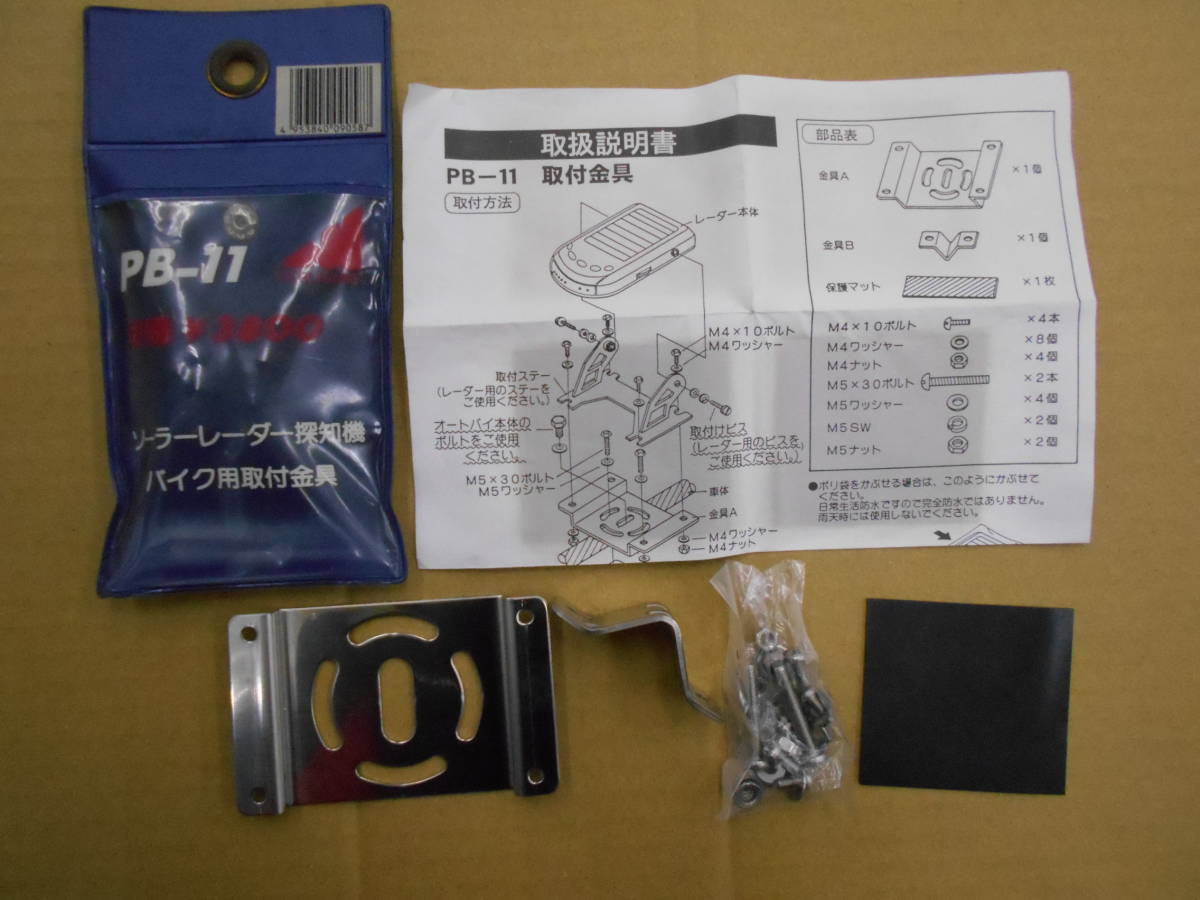 4 953840 090587
PB-11
¥3800
ソーラーレーダー探知機
バイク用取付金具
取扱説明書
PB-11 取付金具
取付方法
レーダー本体
M4×10ボルト
M4ワッシャー
取付ステー
(レーダー用のステーを
ご使用ください。)
オートバイ本体の
ボルトをご使用
ください。
取付けビス
(レーダー用のビスを
ご使用ください。)
M5×30ボルト
M5ワッシャー
車体
金具A
M4ワッシャー
M4ナット
部品表
金具A ×1個
金具B ×1個
保護マット ×1枚
M4×10ボルト ×4本
M4ワッシャー ×8個
M4ナット ×4個
M5×30ボルト ×2本
M5ワッシャー ×4個
M5SW ×2個
M5ナット ×2個
●ポリ袋をかぶせる場合は、このようにかぶせて
ください。
日常生活防水ですので完全防水ではありません。
雨天時には使用しないでください。